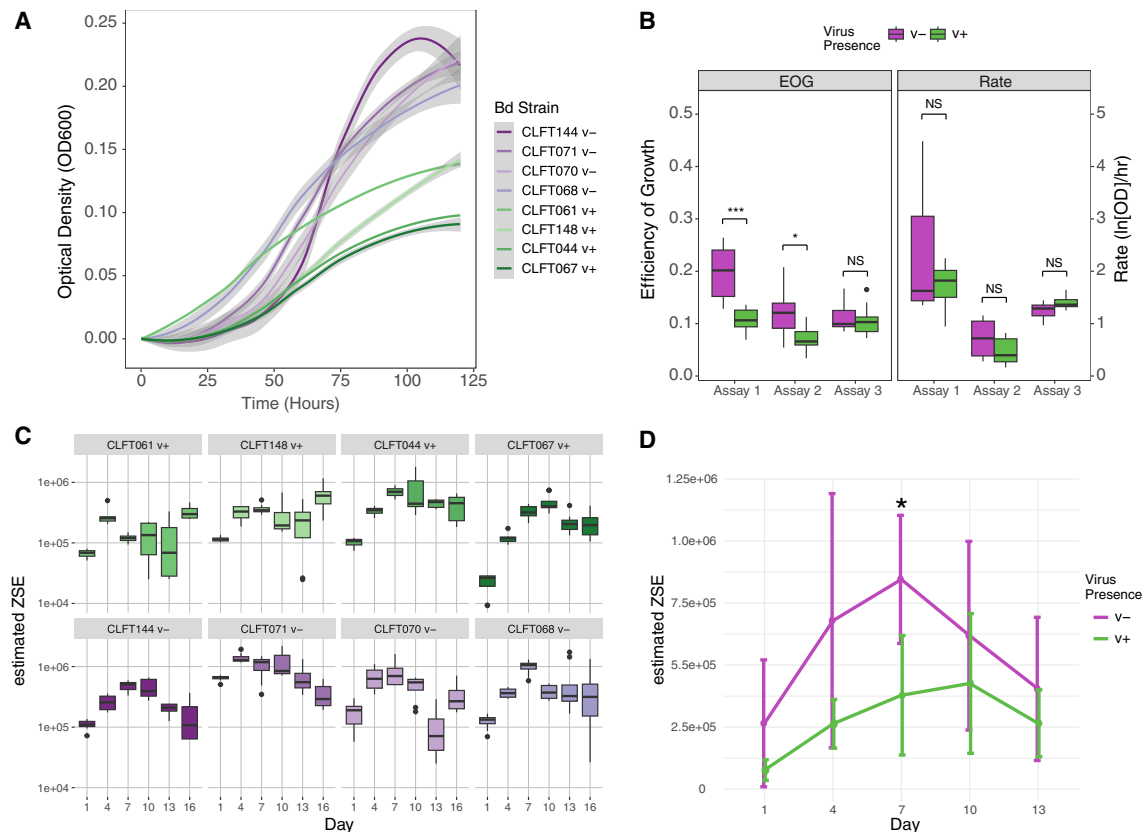 A
0.25
0.20
0.15
0.10
0.05
0.00
Optical Density (OD600)
0
25
50
75
100
125
Time (Hours)
Bd Strain
CLFT144 v−
CLFT071 v−
CLFT070 v−
CLFT068 v−
CLFT061 v+
CLFT148 v+
CLFT044 v+
CLFT067 v+
B
Virus
Presence
v−
v+
EOG
Rate
0.5
0.4
0.3
0.2
0.1
0.0
Efficiency of Growth
***
*
NS
NS
NS
NS
5
4
3
2
1
0
Rate (ln[OD]/hr)
Assay 1
Assay 2
Assay 3
Assay 1
Assay 2
Assay 3
C
CLFT061 v+
CLFT148 v+
CLFT044 v+
CLFT067 v+
1e+06
1e+05
1e+04
CLFT144 v−
CLFT071 v−
CLFT070 v−
CLFT068 v−
1e+06
1e+05
1e+04
estimated ZSE
1 4 7 10 13 16
1 4 7 10 13 16
1 4 7 10 13 16
1 4 7 10 13 16
Day
D
1.25e+06
1.0e+06
7.5e+05
5.5e+05
2.5e+05
0
estimated ZSE
*
1
4
7
10
13
Day
Virus
Presence
v−
v+